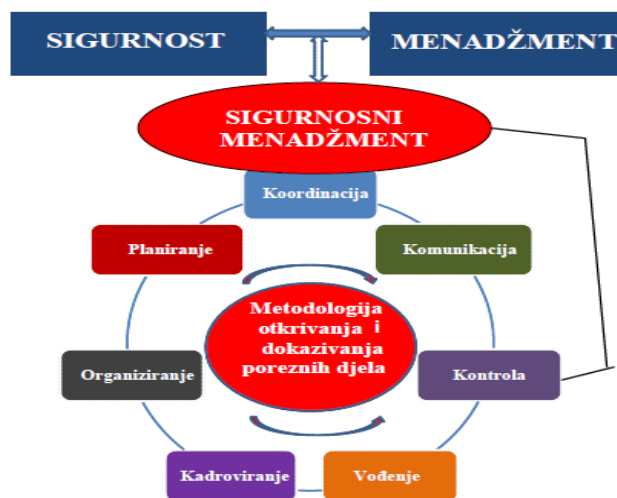 SIGURNOST
MENADŽMENT
SIGURNOSNI
MENADŽMENT
Koordinacija
Planiranje
Komunikacija
Metodologija
otkrivanja i
dokazivanja
poreznih djela
Organiziranje
Kontrola
Kadroviranje
Vođenje